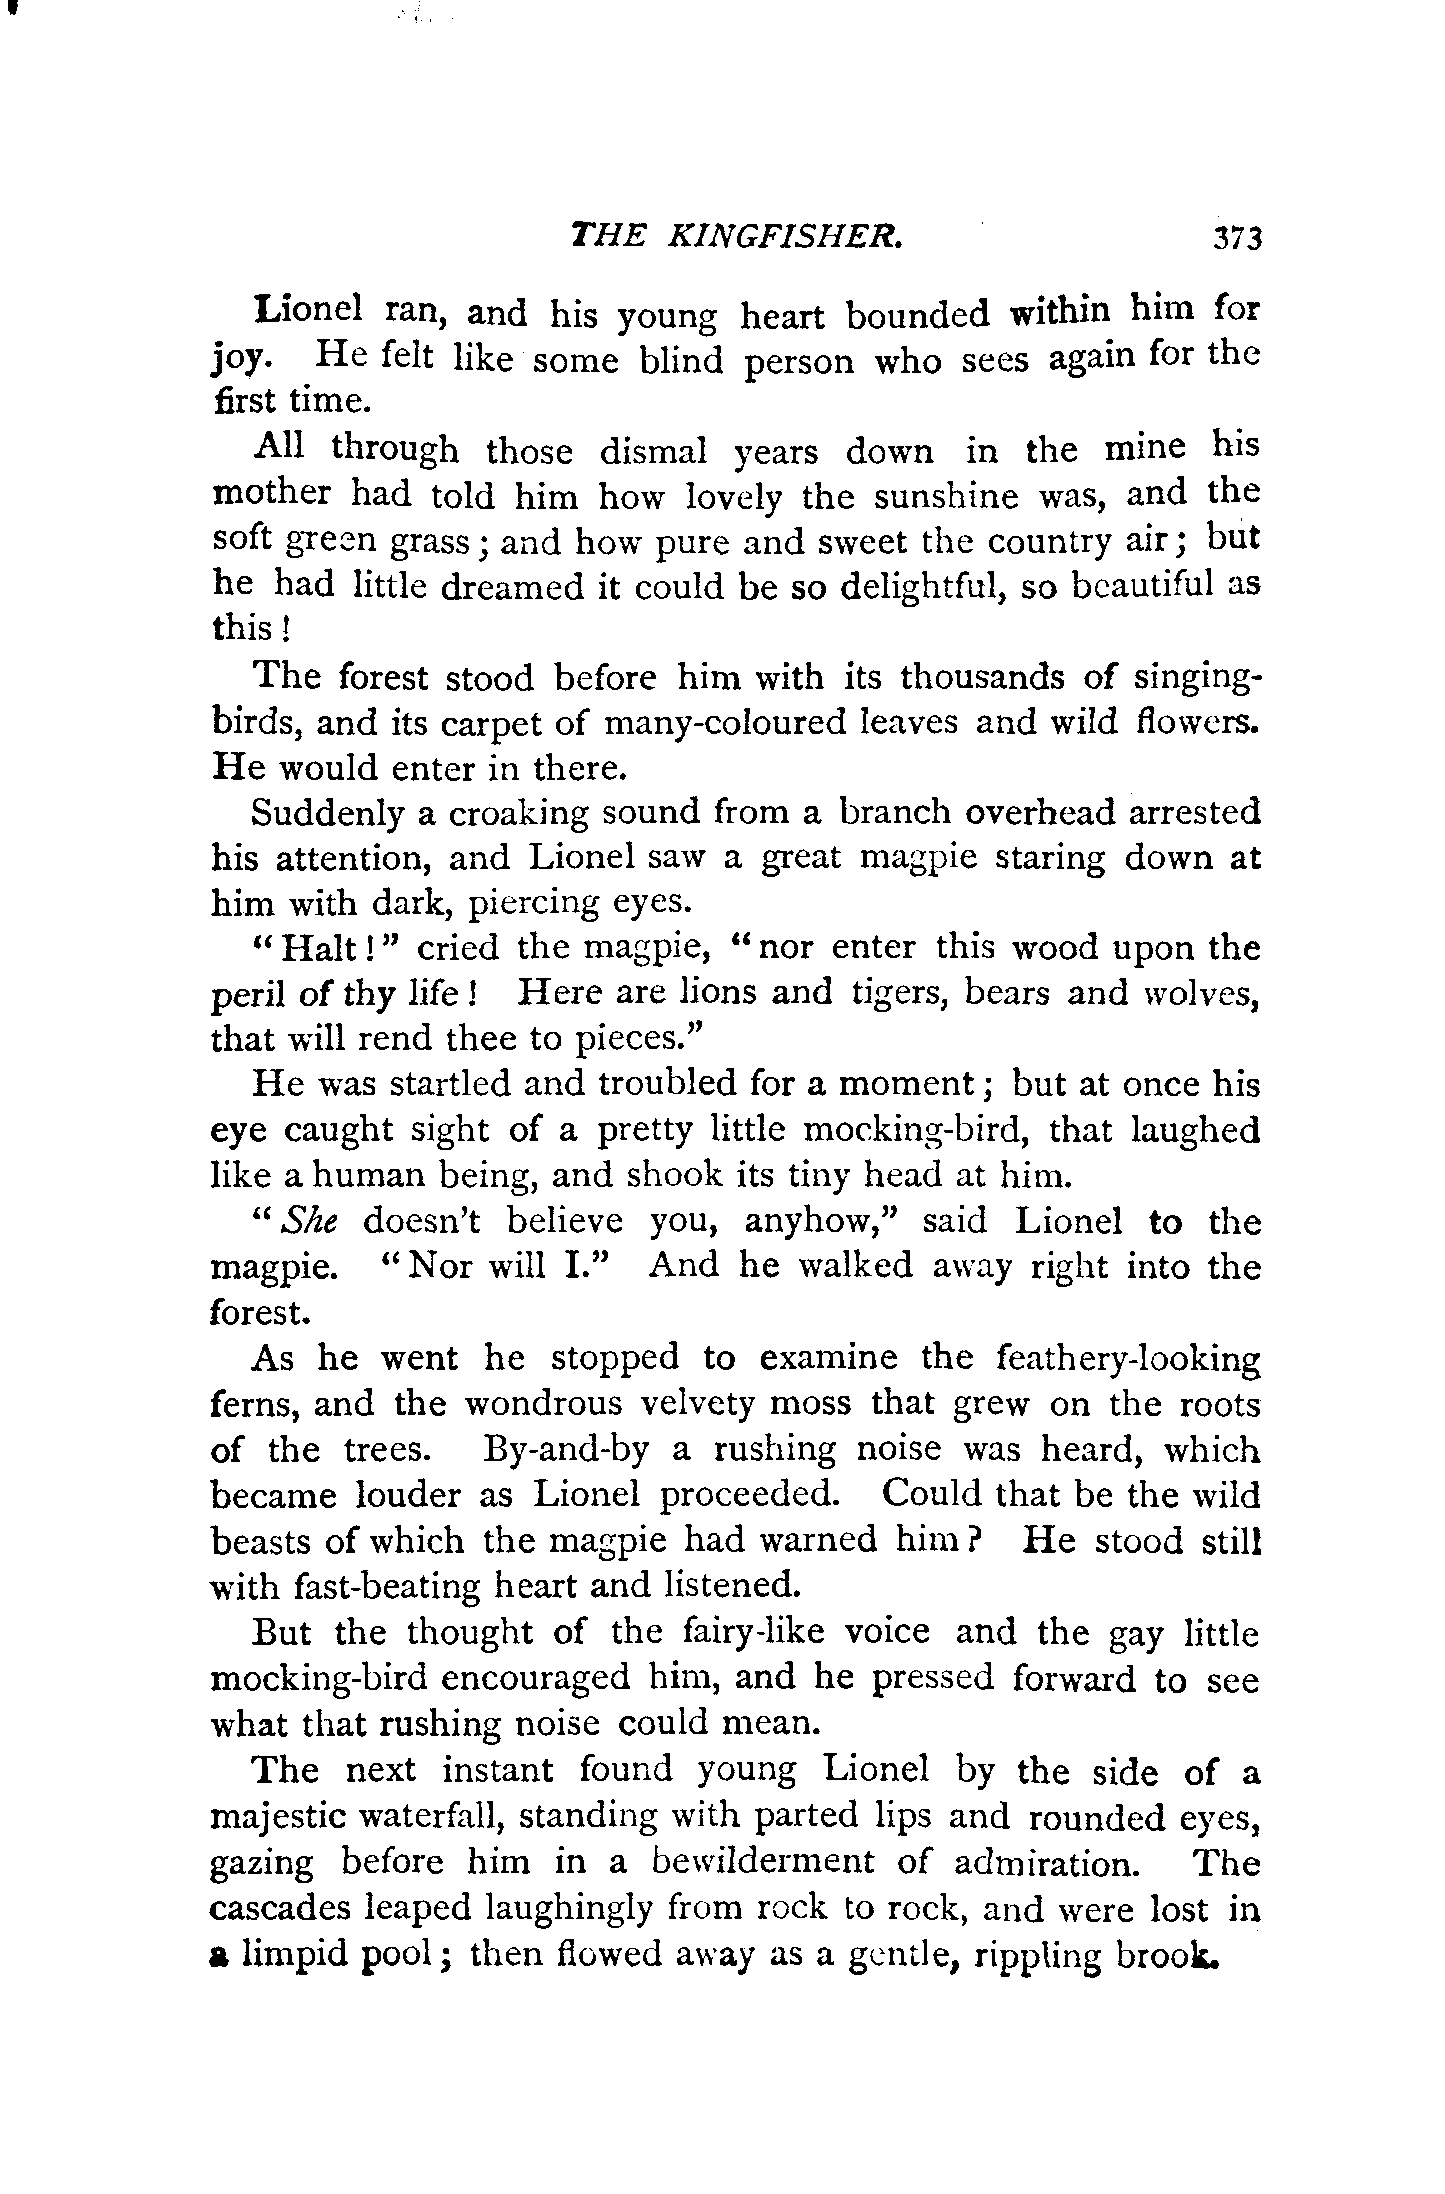 THE KINGFISHER. 373
Lionel ran, and his young heart bounded within him for
joy. He felt like some blind person who sees again for the
first time.
All through those dismal years down in the mine his
mother had told him how lovely the sunshine was, and the
soft green grass; and how pure and sweet the country air; but
he had little dreamed it could be so delightful, so beautiful as
this!
The forest stood before him with its thousands of singing-
birds, and its carpet of many-coloured leaves and wild flowers.
He would enter in there.
Suddenly a croaking sound from a branch overhead arrested
his attention, and Lionel saw a great magpie staring down at
him with dark, piercing eyes.
"Halt!" cried the magpie, "nor enter this wood upon the
peril of thy life! Here are lions and tigers, bears and wolves,
that will rend thee to pieces."
He was startled and troubled for a moment; but at once his
eye caught sight of a pretty little mocking-bird, that laughed
like a human being, and shook its tiny head at him.
"She doesn't believe you, anyhow," said Lionel to the
magpie. "Nor will I." And he walked away right into the
forest.
As he went he stopped to examine the feathery-looking
ferns, and the wondrous velvety moss that grew on the roots
of the trees. By-and-by a rushing noise was heard, which
became louder as Lionel proceeded. Could that be the wild
beasts of which the magpie had warned him? He stood still
with fast-beating heart and listened.
But the thought of the fairy-like voice and the gay little
mocking-bird encouraged him, and he pressed forward to see
what that rushing noise could mean.
The next instant found young Lionel by the side of a
majestic waterfall, standing with parted lips and rounded eyes,
gazing before him in a bewilderment of admiration. The
cascades leaped laughingly from rock to rock, and were lost in
a limpid pool; then flowed away as a gentle, rippling brook.